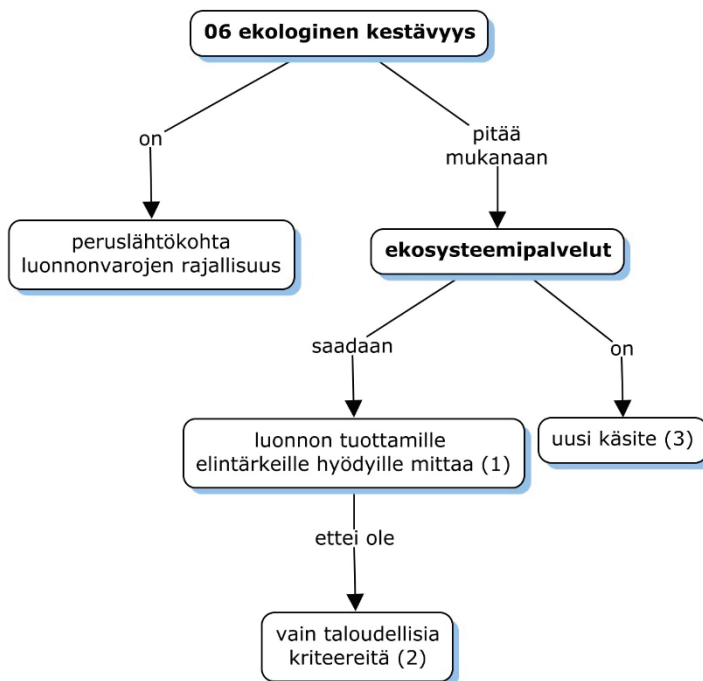 06 ekologinen kestävyys
on
pitää
mukanaan
peruslähtökohta
luonnonvarojen rajallisuus
ekosysteemipalvelut
saadaan
on
luonnon tuottamille
elintärkeille hyödyille mittaa (1)
uusi käsite (3)
ettei ole
vain taloudellisia
kriteereitä (2)